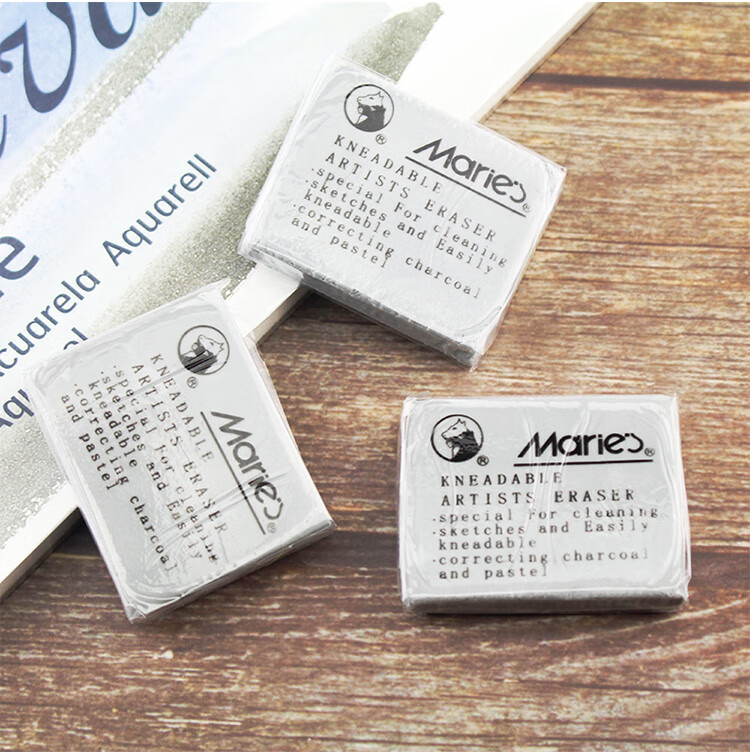 Acuarela Aquarell
Marie's®
®
KNEADABLE
ARTISTS ERASER
·special For cleaning
·sketches and Easily
kneadable
·correcting charcoal
and pastel
Marie's®
®
KNEADABLE
ARTISTS ERASER
·special For cleaning
·sketches and Easily
kneadable
·correcting charcoal
and pastel
Marie's®
®
KNEADABLE
ARTISTS ERASER
·special For cleaning
·sketches and Easily
kneadable
·correcting charcoal
and pastel